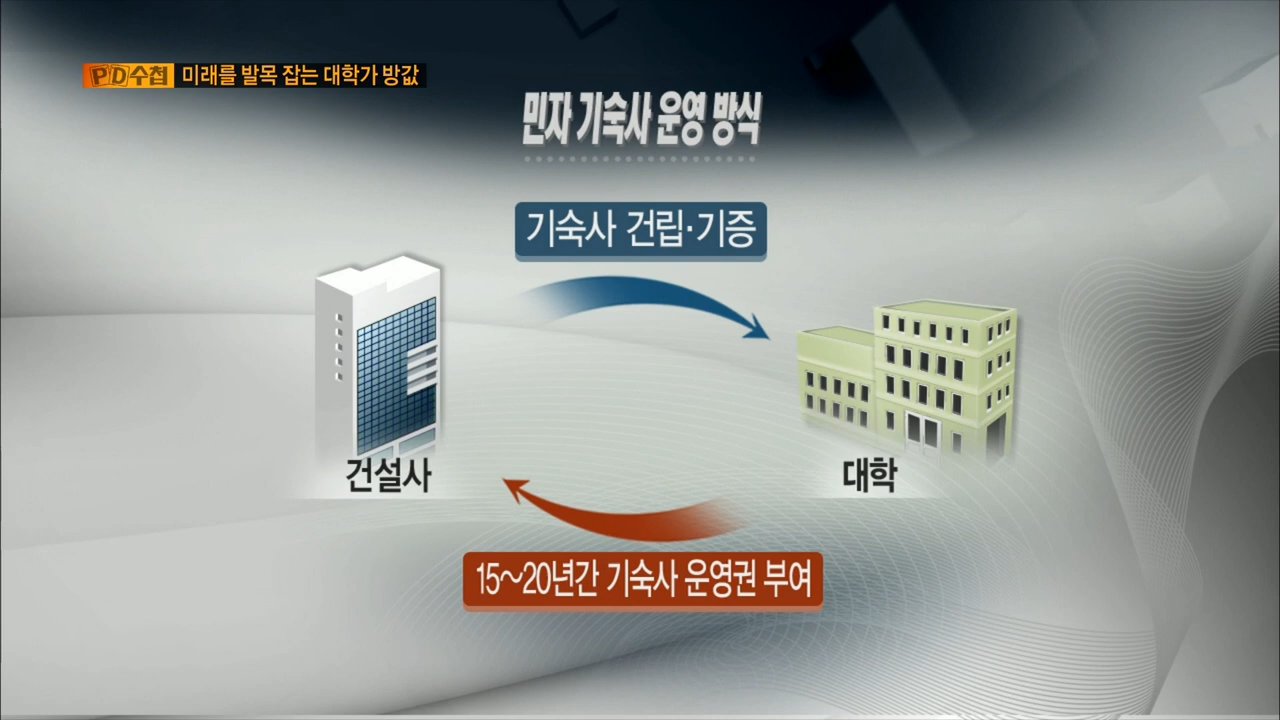 PD수첩 미래를 발목 잡는 대학가 방값
민자 기숙사 운영 방식
기숙사 건립·기증
건설사
대학
15~20년간 기숙사 운영권 부여